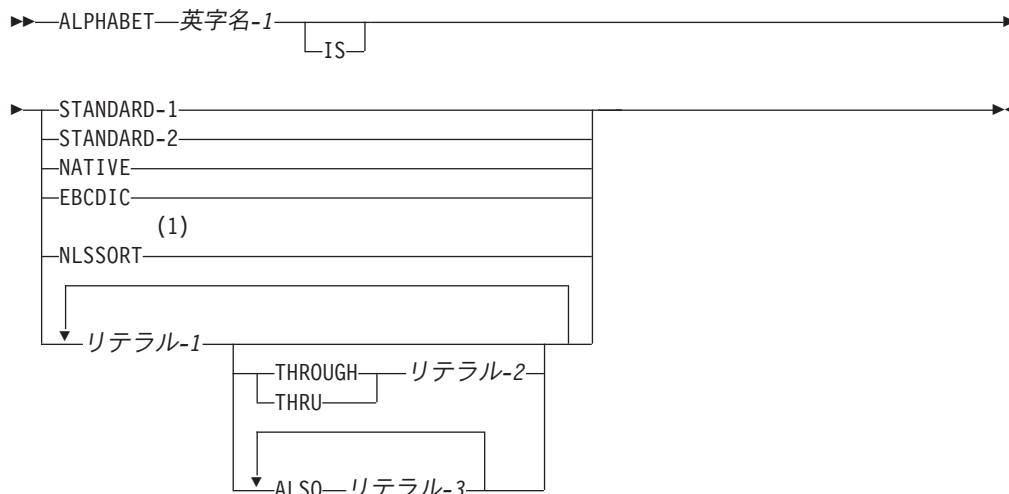 ALPHABET 英字名-1
IS
STANDARD-1
STANDARD-2
NATIVE
EBCDIC
(1)
NLSSORT
リテラル-1
THROUGH リテラル-2
THRU
ALSO リテラル-3